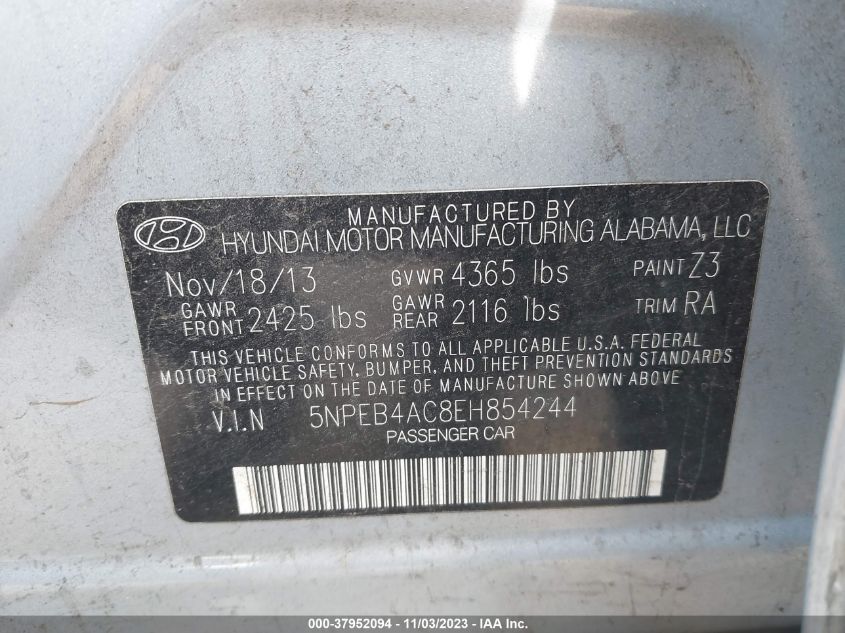 MANUFACTURED BY
HYUNDAI MOTOR MANUFACTURING ALABAMA, LLC
Nov/18/13 GVWR 4365 lbs PAINT Z3
GAWR FRONT 2425 lbs GAWR REAR 2116 lbs TRIM RA
THIS VEHICLE CONFORMS TO ALL APPLICABLE U.S.A. FEDERAL
MOTOR VEHICLE SAFETY, BUMPER, AND THEFT PREVENTION STANDARDS
IN EFFECT ON THE DATE OF MANUFACTURE SHOWN ABOVE
V.I.N 5NPEB4AC8EH854244
PASSENGER CAR
000-37952094 - 11/03/2023 - IAA Inc.